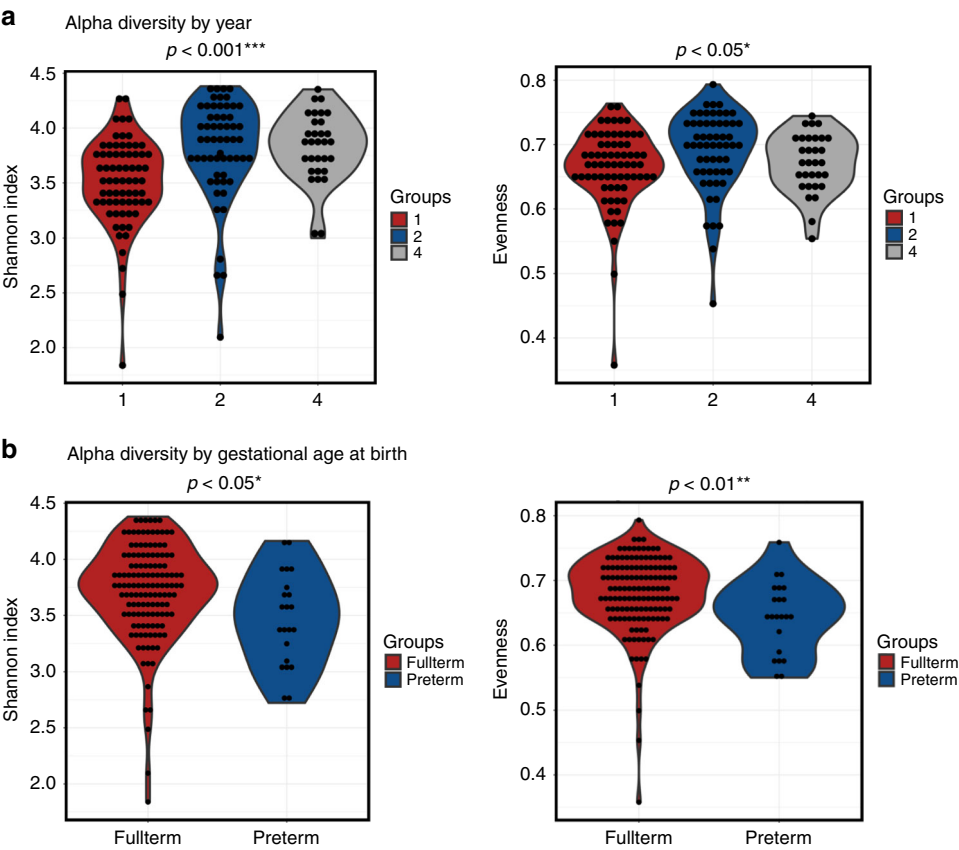 a
Alpha diversity by year
p < 0.001***
4.5
4.0
3.5
3.0
2.5
2.0
Shannon index
1 2 4
Groups
1
2
4
p < 0.05*
0.8
0.7
0.6
0.5
0.4
Evenness
1 2 4
Groups
1
2
4
b
Alpha diversity by gestational age at birth
p < 0.05*
4.5
4.0
3.5
3.0
2.5
2.0
Shannon index
Fullterm Preterm
Groups
Fullterm
Preterm
p < 0.01**
0.8
0.7
0.6
0.5
0.4
Evenness
Fullterm Preterm
Groups
Fullterm
Preterm